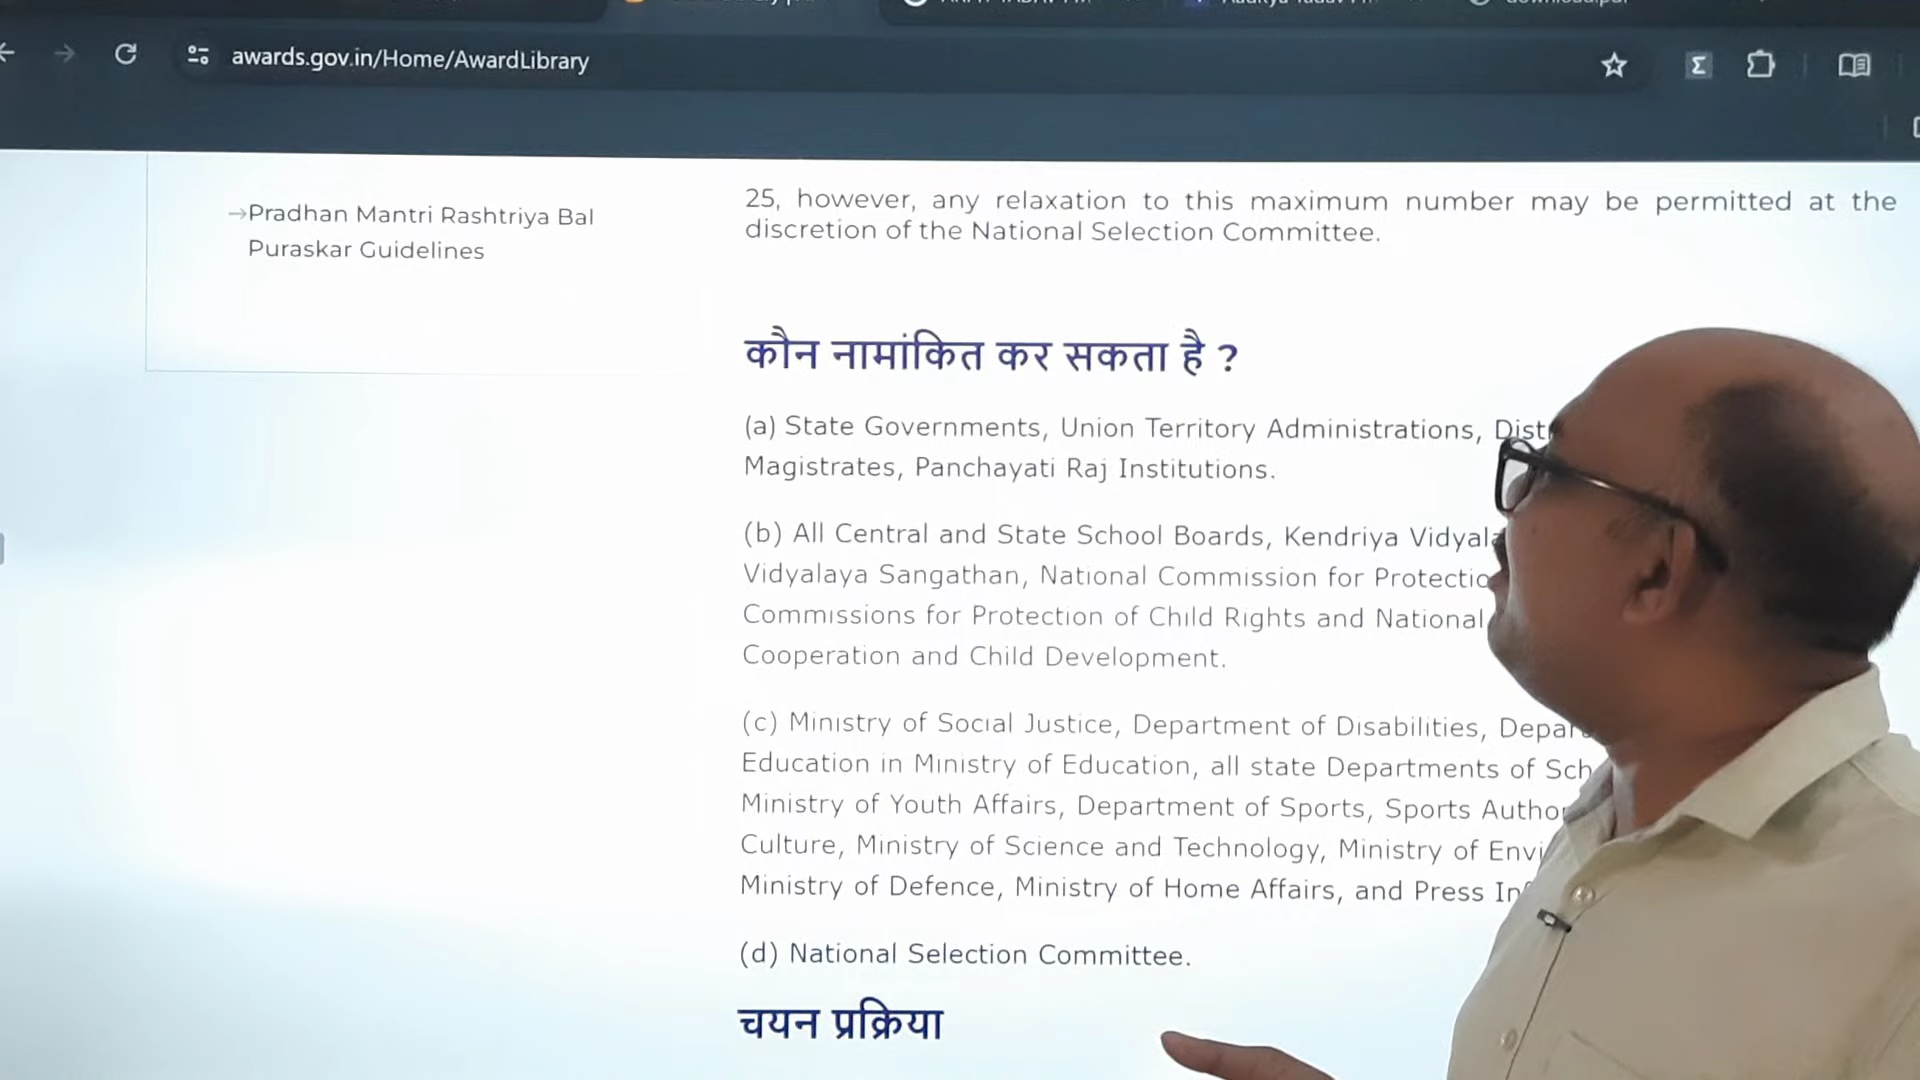 awards.gov.in/Home/AwardLibrary
→Pradhan Mantri Rashtriya Bal
Puraskar Guidelines
25, however, any relaxation to this maximum number may be permitted at the
discretion of the National Selection Committee.
कौन नामांकित कर सकता है ?
(a) State Governments, Union Territory Administrations,
Magistrates, Panchayati Raj Institutions.
(b) All Central and State School Boards, Kendriya
Vidyalaya Sangathan, National Commission for
Commissions for Protection of Child Rights and National
Cooperation and Child Development.
(c) Ministry of Social Justice, Department of Disabilities,
Education in Ministry of Education, all state Departments of
Ministry of Youth Affairs, Department of Sports, Sports
Culture, Ministry of Science and Technology, Ministry of
Ministry of Defence, Ministry of Home Affairs, and Press
(d) National Selection Committee.
चयन प्रक्रिया